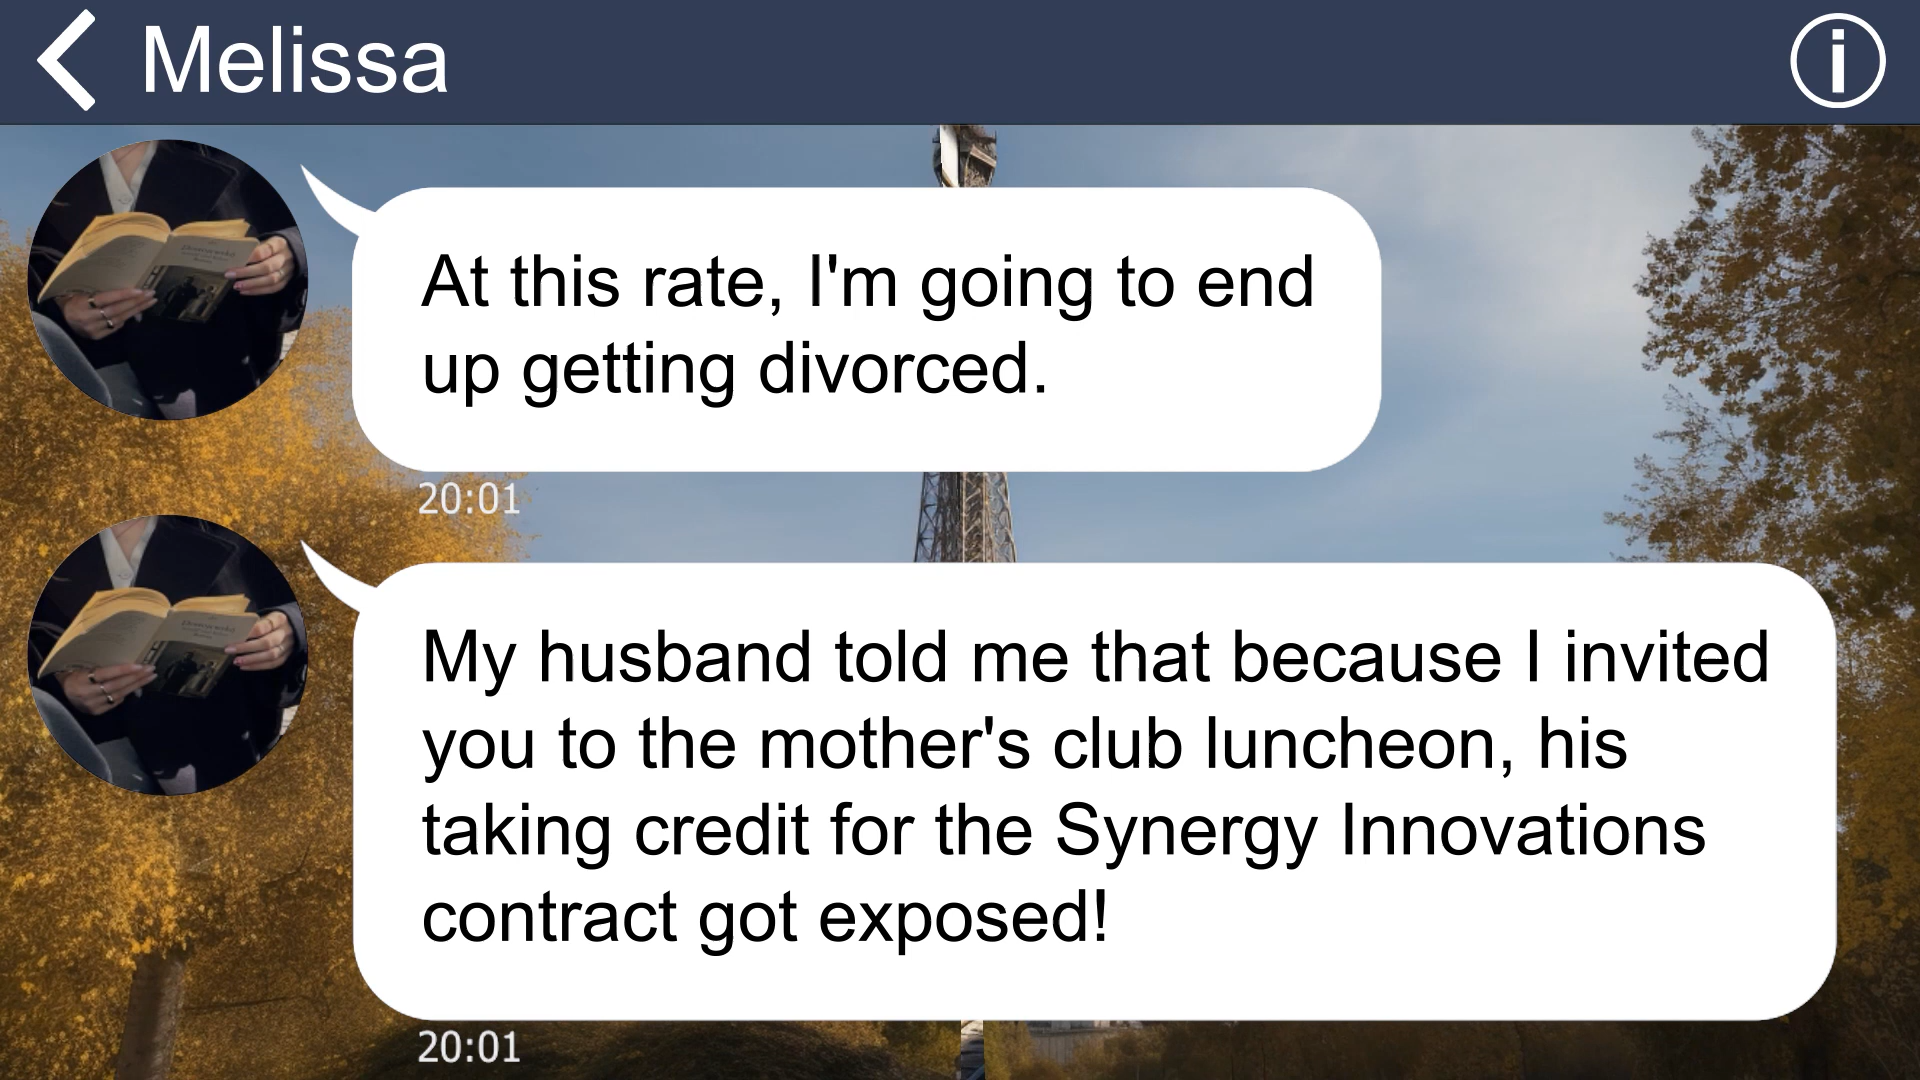 Melissa
At this rate, I'm going to end
up getting divorced.
20:01
My husband told me that because I invited
you to the mother's club luncheon, his
taking credit for the Synergy Innovations
contract got exposed!
20:01